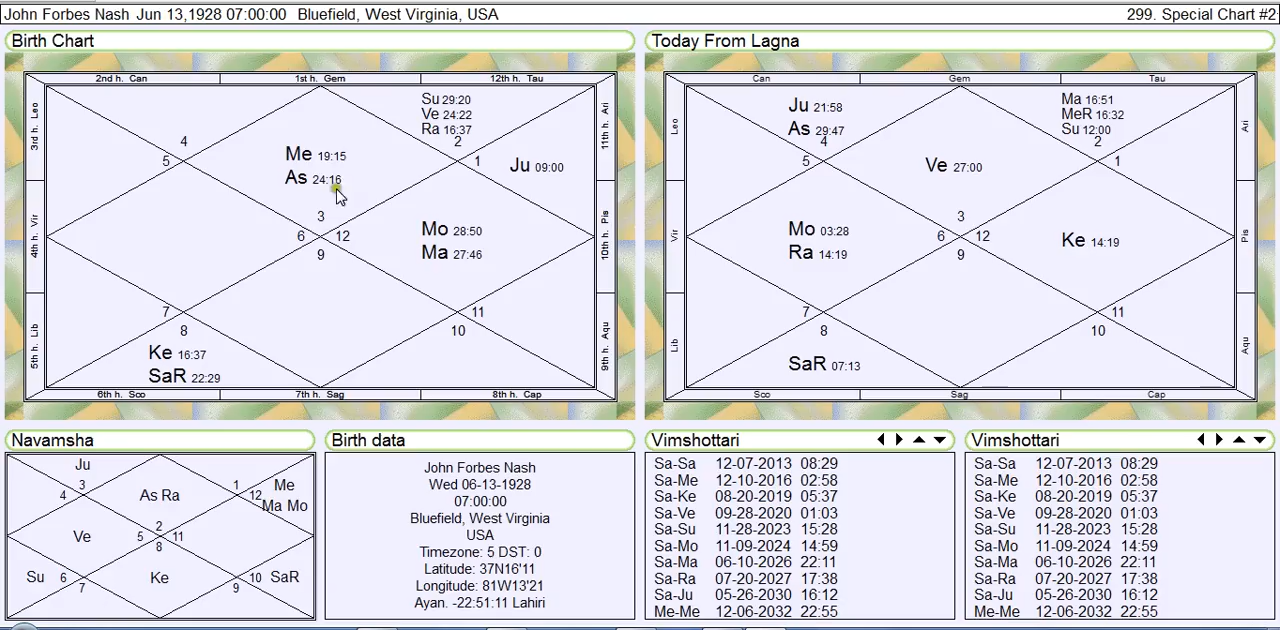 John Forbes Nash Jun 13,1928 07:00:00 Bluefield, West Virginia, USA
299. Special Chart #2
Birth Chart
2nd h. Can
1st h. Gem
12th h. Tau
3rd h. Leo
4th h. Vir
5th h. Lib
11th h. Ari
10th h. Pis
9th h. Aqu
6th h. Sco
7th h. Sag
8th h. Cap
Su 29:20
Ve 24:22
Ra 16:37
2
4
5
Me 19:15
As 24:16
1
Ju 09:00
3
6
12
9
Mo 28:50
Ma 27:46
7
8
11
10
Ke 16:37
SaR 22:29
Today From Lagna
Can
Gem
Tau
Leo
Vir
Lib
Ari
Pis
Aqu
Sco
Sag
Cap
Ju 21:58
As 29:47
4
5
Ma 16:51
MeR 16:32
Su 12:00
2
1
Ve 27:00
3
6
12
9
Mo 03:28
Ra 14:19
Ke 14:19
7
8
11
10
SaR 07:13
Navamsha
Ju
3
4
As Ra
1
12
Me
Ma Mo
Ve
2
5
11
8
Su
6
7
Ke
10
9
SaR
Birth data
John Forbes Nash
Wed 06-13-1928
07:00:00
Bluefield, West Virginia
USA
Timezone: 5 DST: 0
Latitude: 37N16'11
Longitude: 81W13'21
Ayan. -22:51:11 Lahiri
Vimshottari
Sa-Sa 12-07-2013 08:29
Sa-Me 12-10-2016 02:58
Sa-Ke 08-20-2019 05:37
Sa-Ve 09-28-2020 01:03
Sa-Su 11-28-2023 15:28
Sa-Mo 11-09-2024 14:59
Sa-Ma 06-10-2026 22:11
Sa-Ra 07-20-2027 17:38
Sa-Ju 05-26-2030 16:12
Me-Me 12-06-2032 22:55
Vimshottari
Sa-Sa 12-07-2013 08:29
Sa-Me 12-10-2016 02:58
Sa-Ke 08-20-2019 05:37
Sa-Ve 09-28-2020 01:03
Sa-Su 11-28-2023 15:28
Sa-Mo 11-09-2024 14:59
Sa-Ma 06-10-2026 22:11
Sa-Ra 07-20-2027 17:38
Sa-Ju 05-26-2030 16:12
Me-Me 12-06-2032 22:55